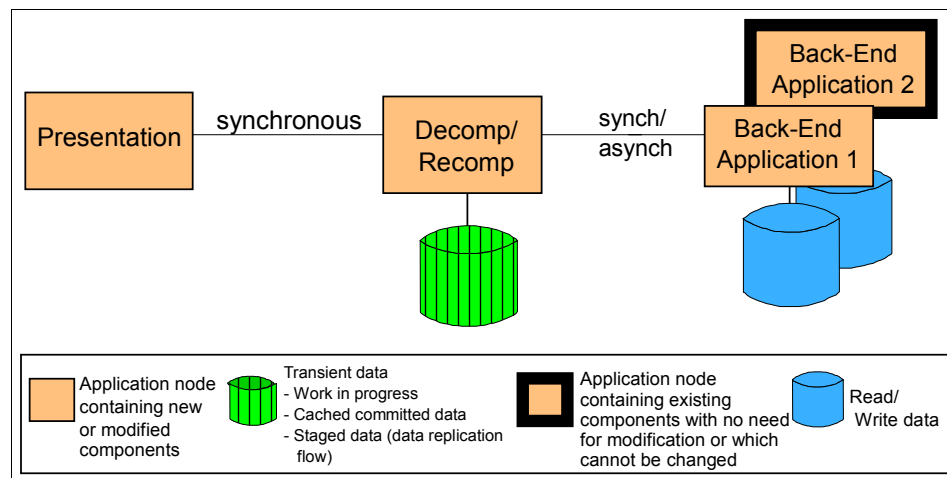 Presentation
synchronous
Decomp/
Recomp
synch/
asynch
Back-End
Application 2
Back-End
Application 1
Application node
containing new
or modified
components
Transient data
- Work in progress
- Cached committed data
- Staged data (data replication
flow)
Application node
containing existing
components with no need
for modification or which
cannot be changed
Read/
Write data